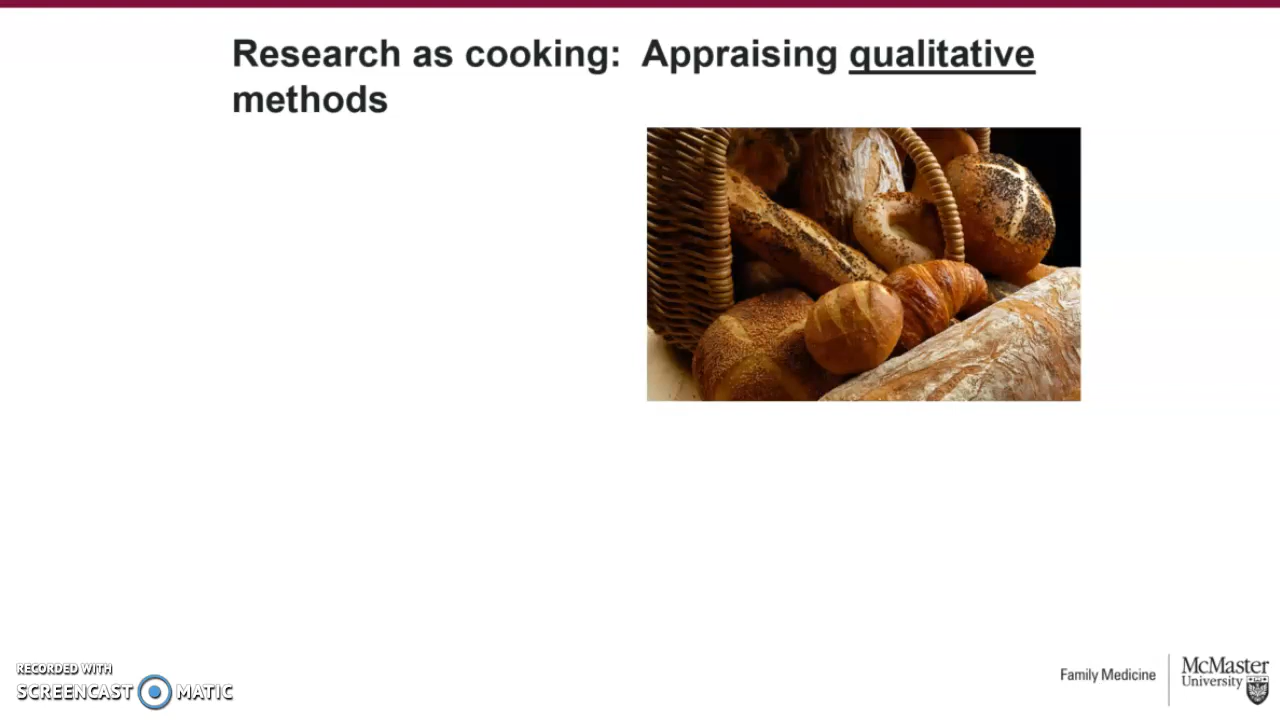 Research as cooking:  Appraising qualitative
methods
RECORDED WITH
SCREENCAST MATIC
Family Medicine
McMaster
University